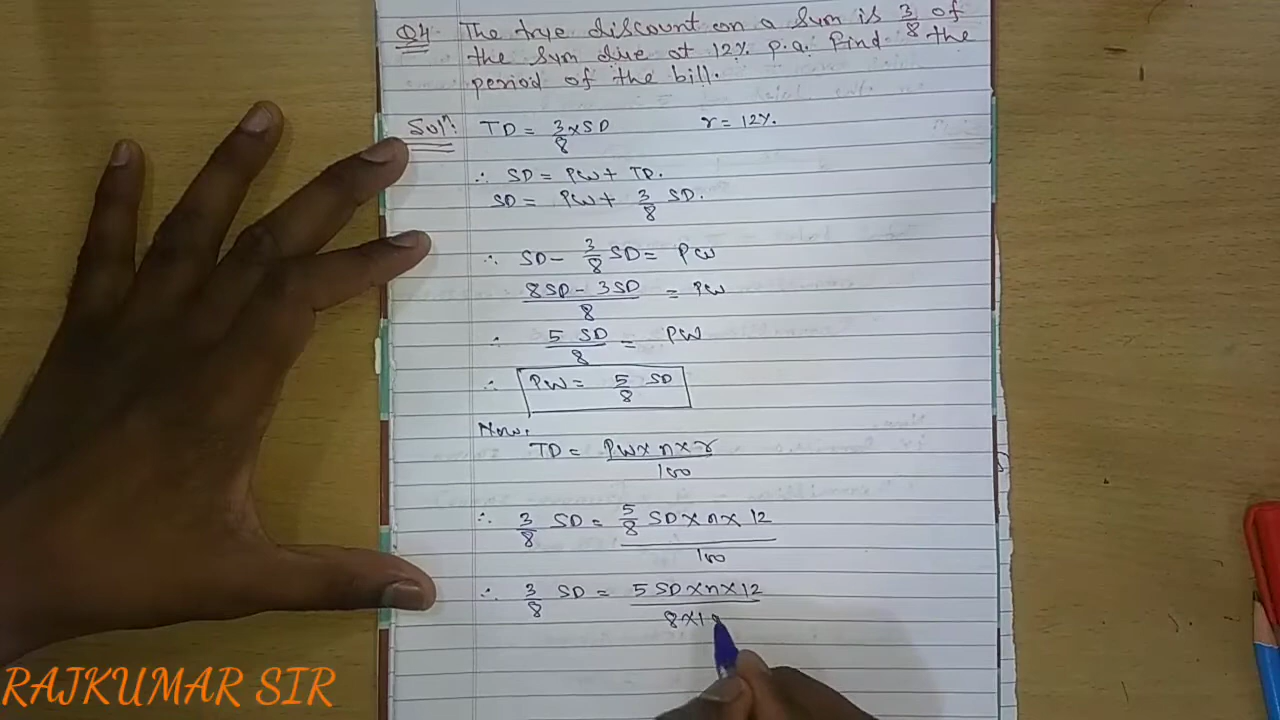 Q4. The true discount on a sum is 3/8 of
the sum due at 12% p.a. Find the
period of the bill.
Solⁿ: TD = 3/8 × SD r = 12%.
∴ SD = PW + TD.
SD = PW + 3/8 SD.
∴ SD - 3/8 SD = PW
8SD - 3SD / 8 = PW
∴ 5 SD / 8 = PW
∴ PW = 5/8 SD
Now,
TD = PW × n × r / 100
∴ 3/8 SD = 5/8 SD × n × 12 / 100
∴ 3/8 SD = 5 SD × n × 12 / 8 × 10
RAJKUMAR SIR